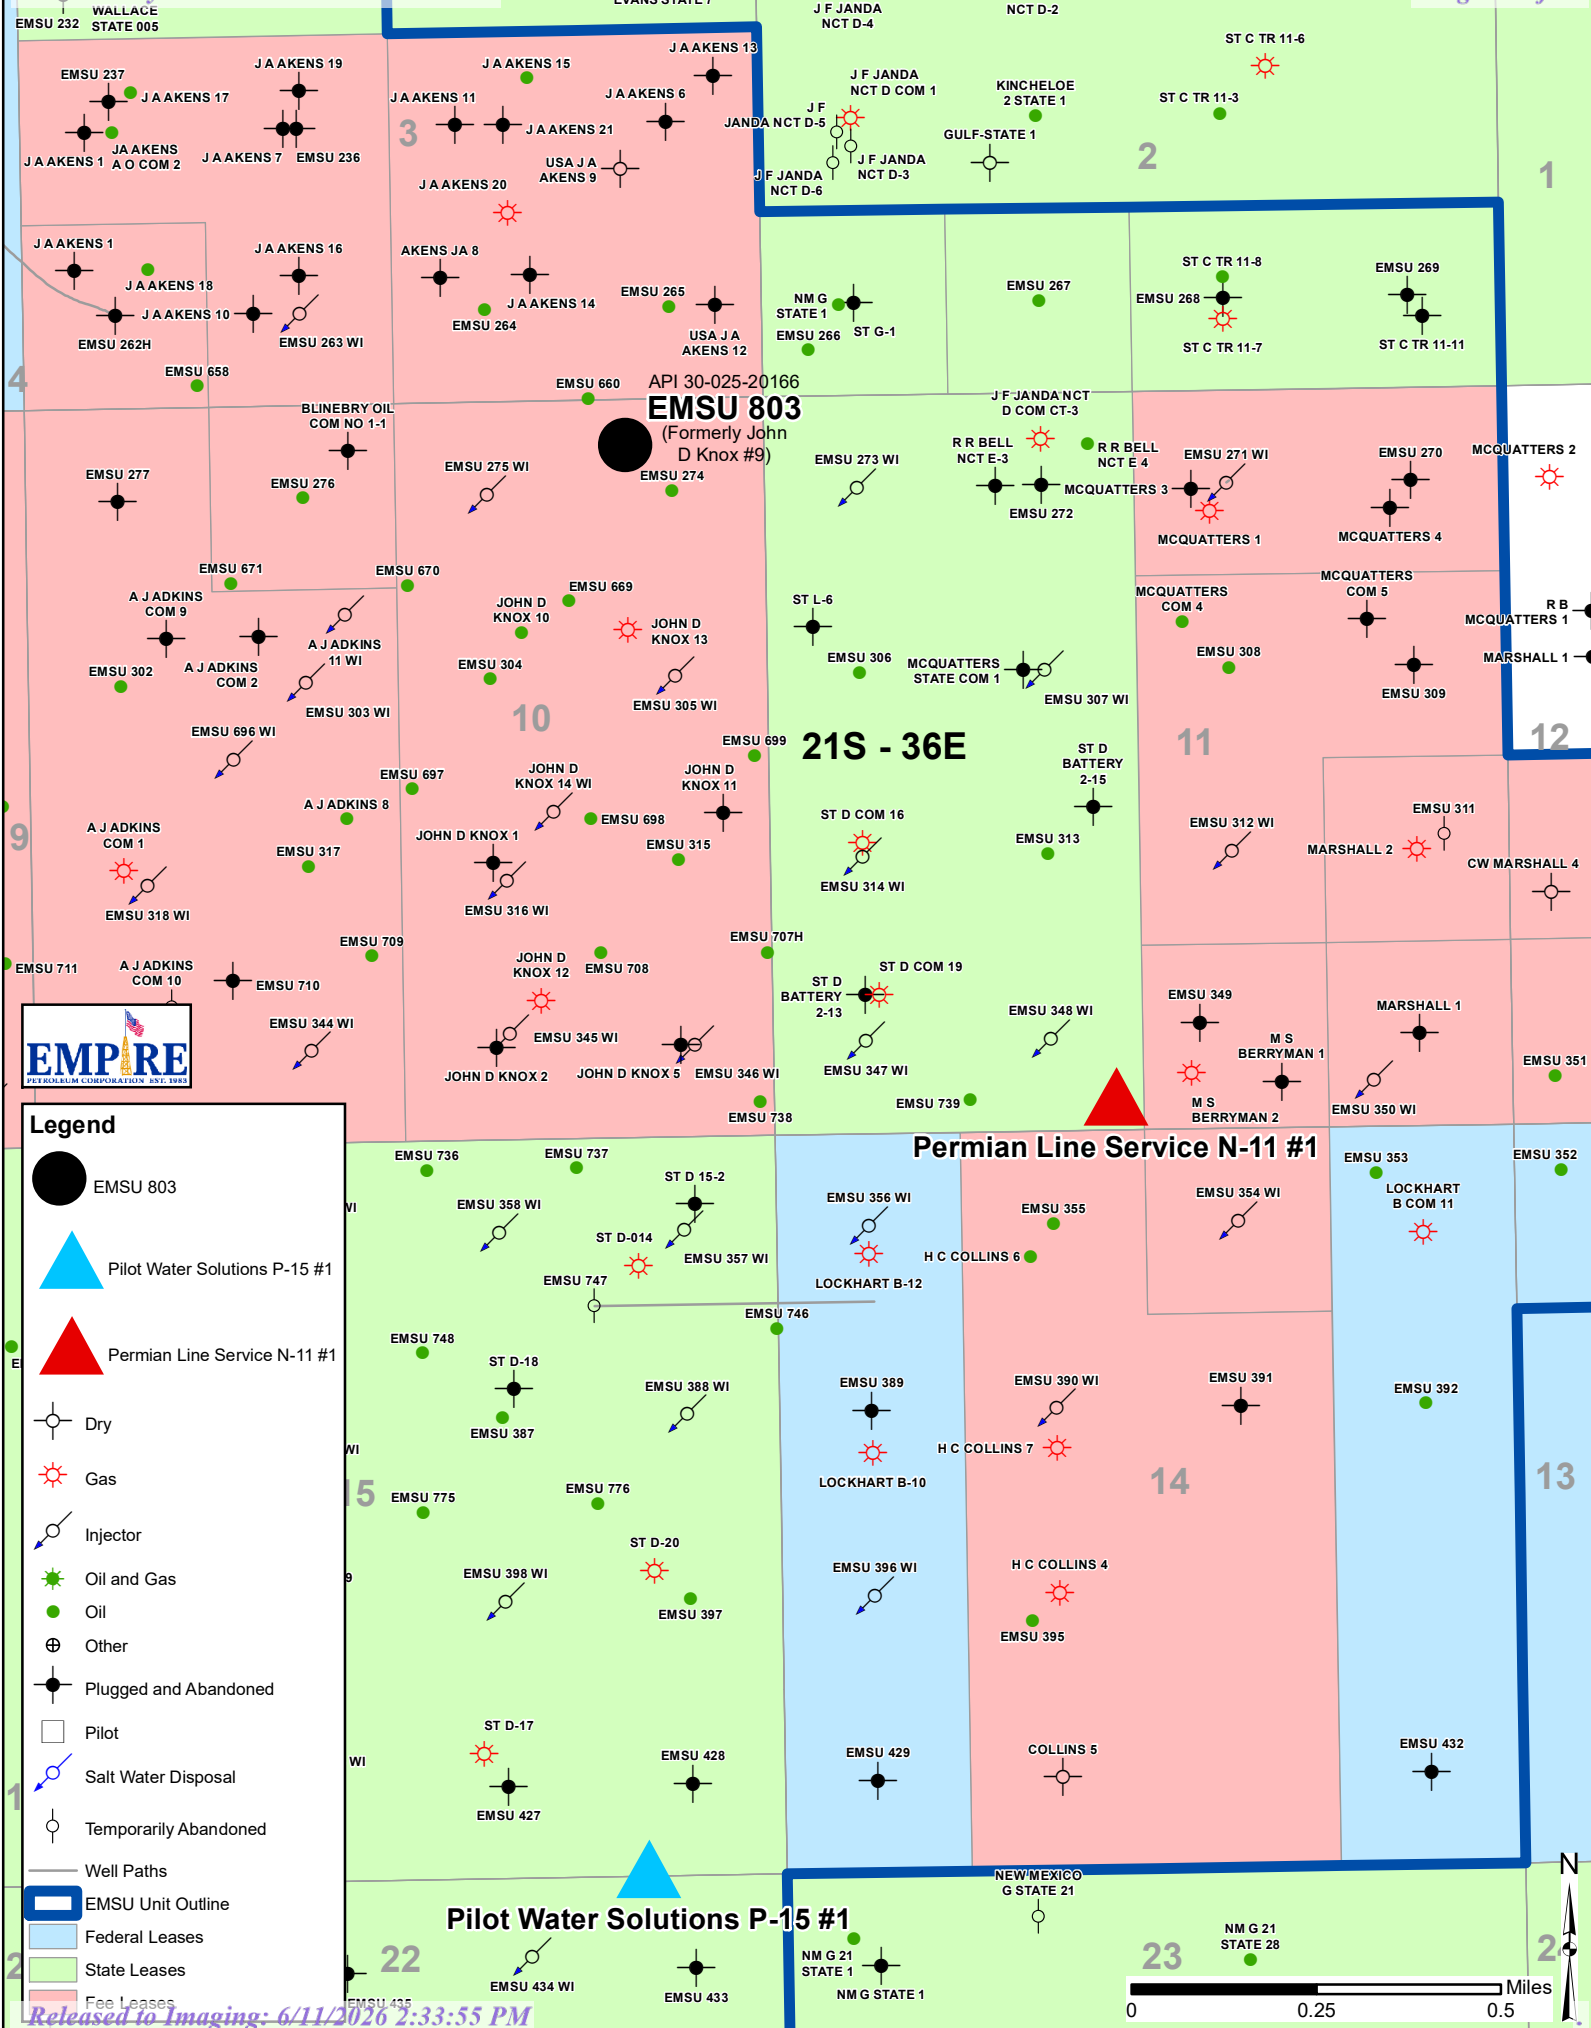 EMSU 232
WALLACE
STATE 005
EVANS STATE 7
J F JANDA
NCT D-4
NCT D-2
J A AKENS 13
EMSU 237
J A AKENS 17
J A AKENS 19
J A AKENS 15
J A AKENS 11
J A AKENS 6
J A AKENS 21
J A AKENS 1
JA AKENS
A O COM 2
J A AKENS 7
EMSU 236
3
USA J A
AKENS 9
J A AKENS 20
ST C TR 11-6
J F JANDA
NCT D COM 1
KINCHELOE
2 STATE 1
ST C TR 11-3
J F
JANDA NCT D-5
GULF-STATE 1
J F JANDA
NCT D-3
J F JANDA
NCT D-6
2
1
J A AKENS 1
J A AKENS 16
AKENS JA 8
J A AKENS 18
J A AKENS 10
J A AKENS 14
EMSU 262H
EMSU 263 WI
EMSU 264
EMSU 265
USA J A
AKENS 12
NM G
STATE 1
ST G-1
EMSU 266
EMSU 267
ST C TR 11-8
EMSU 268
ST C TR 11-7
EMSU 269
ST C TR 11-11
4
EMSU 658
EMSU 660
API 30-025-20166
EMSU 803
(Formerly John
D Knox #9)
BLINEBRY OIL
COM NO 1-1
EMSU 277
EMSU 276
EMSU 275 WI
EMSU 274
EMSU 273 WI
J F JANDA NCT
D COM CT-3
R R BELL
NCT E-3
R R BELL
NCT E 4
EMSU 272
MCQUATTERS 3
EMSU 271 WI
MCQUATTERS 1
EMSU 270
MCQUATTERS 4
MCQUATTERS 2
EMSU 671
EMSU 670
EMSU 669
A J ADKINS
COM 9
JOHN D
KNOX 10
JOHN D
KNOX 13
A J ADKINS
11 WI
A J ADKINS
COM 2
EMSU 302
EMSU 303 WI
EMSU 304
EMSU 305 WI
10
ST L-6
EMSU 306
MCQUATTERS
STATE COM 1
EMSU 307 WI
MCQUATTERS
COM 4
MCQUATTERS
COM 5
EMSU 308
EMSU 309
R B
MCQUATTERS 1
MARSHALL 1
11
12
EMSU 696 WI
EMSU 699
21S - 36E
EMSU 697
JOHN D
KNOX 14 WI
JOHN D
KNOX 11
ST D
BATTERY
2-15
A J ADKINS 8
EMSU 698
9
A J ADKINS
COM 1
JOHN D KNOX 1
EMSU 317
EMSU 315
EMSU 318 WI
EMSU 316 WI
ST D COM 16
EMSU 314 WI
EMSU 313
EMSU 312 WI
EMSU 311
MARSHALL 2
CW MARSHALL 4
EMSU 709
EMSU 707H
EMSU 711
A J ADKINS
COM 10
EMSU 710
JOHN D
KNOX 12
EMSU 708
ST D COM 19
ST D
BATTERY
2-13
EMSU 344 WI
EMSU 345 WI
JOHN D KNOX 2
JOHN D KNOX 5
EMSU 346 WI
EMSU 347 WI
EMSU 348 WI
EMSU 349
M S
BERRYMAN 1
MARSHALL 1
M S
BERRYMAN 2
EMSU 350 WI
EMSU 351
EMSU 738
EMSU 739
EMPIRE
PETROLEUM CORPORATION EST. 1983
Permian Line Service N-11 #1
EMSU 736
EMSU 737
ST D 15-2
WI
EMSU 358 WI
EMSU 357 WI
ST D-014
EMSU 747
EMSU 746
EMSU 356 WI
LOCKHART B-12
EMSU 355
H C COLLINS 6
EMSU 354 WI
EMSU 353
LOCKHART
B COM 11
EMSU 352
EMSU 748
ST D-18
EMSU 387
EMSU 388 WI
EMSU 389
LOCKHART B-10
EMSU 390 WI
H C COLLINS 7
EMSU 391
EMSU 392
WI
15
14
13
EMSU 775
EMSU 776
ST D-20
EMSU 398 WI
EMSU 397
EMSU 396 WI
H C COLLINS 4
EMSU 395
9
WI
ST D-17
EMSU 427
EMSU 428
EMSU 429
COLLINS 5
EMSU 432
Pilot Water Solutions P-15 #1
NEW MEXICO
G STATE 21
22
EMSU 434 WI
EMSU 433
EMSU 435
NM G 21
STATE 1
NM G STATE 1
23
NM G 21
STATE 28
Legend
EMSU 803
Pilot Water Solutions P-15 #1
Permian Line Service N-11 #1
Dry
Gas
Injector
Oil and Gas
Oil
Other
Plugged and Abandoned
Pilot
Salt Water Disposal
Temporarily Abandoned
Well Paths
EMSU Unit Outline
Federal Leases
State Leases
Fee Leases
N
Miles
0
0.25
0.5
Released to Imaging: 6/11/2026 2:33:55 PM